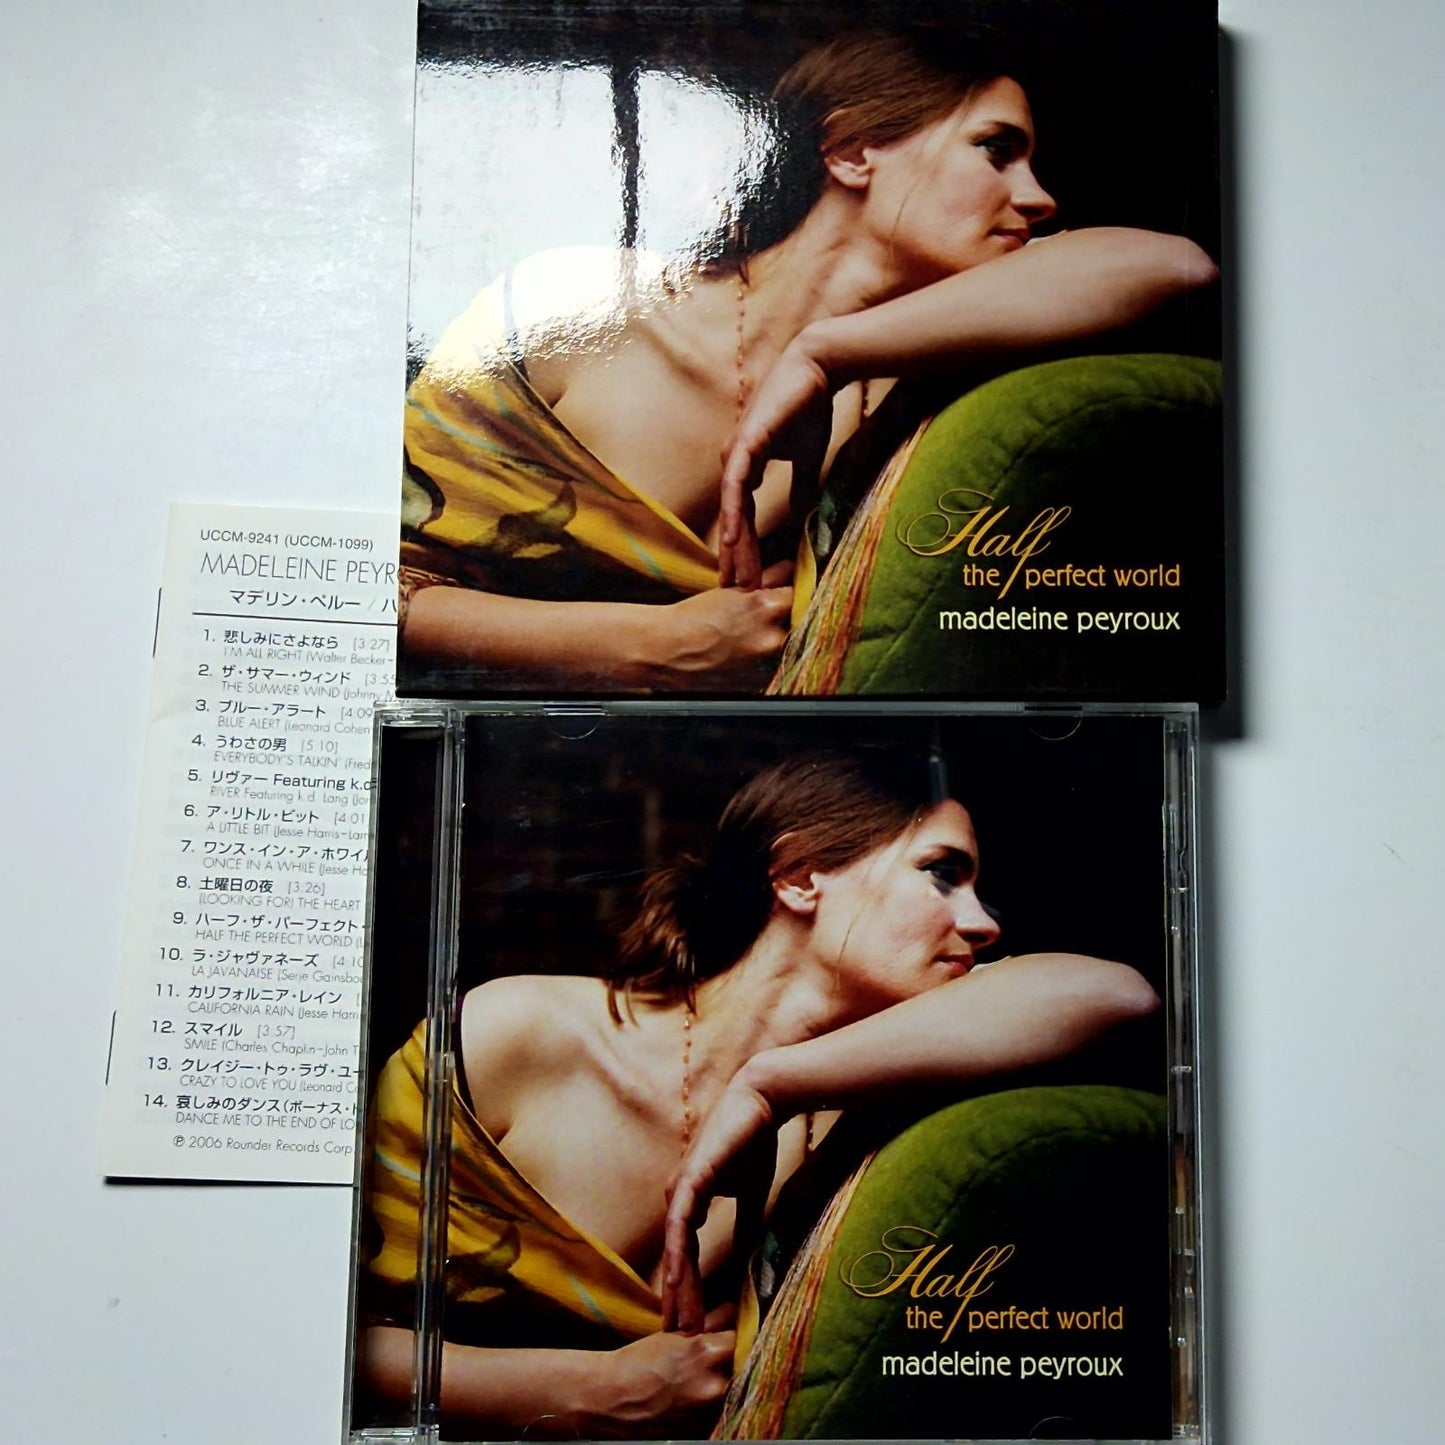 Half
the perfect world
madeleine peyroux
UCCM-9241 (UCCM-1099)
MADELEINE
マデリン・ペルー /
1. 悲しみにさよなら [3:27]
I'M ALL RIGHT (Walter Becker-
2. ザ・サマー・ウィンド
THE SUMMER WIND (Johnny
3. ブルー・アラート [4:09
BLUE ALERT (Leonard Cohen
4. うわさの男 [5:10]
EVERYBODY'S TALKIN'
5. リヴァー Featuring k.d.
RIVER Featuring k.d. Lang
6. ア・リトル・ビット [4:01
A LITTLE BIT (Jesse Harris-
7. ワンス・イン・ア・ホワイル
ONCE IN A WHILE (Jesse
8. 土曜日の夜 [3:26]
(LOOKING FOR) THE HEART
9. ハーフ・ザ・パーフェクト・
HALF THE PERFECT WORLD
10. ラ・ジャヴァネーズ
LA JAVANAISE (Serje
11. カリフォルニア・レイン
CALIFORNIA RAIN (Jesse
12. スマイル [3:57]
SMILE (Charles Chaplin-John
13. クレイジー・トゥ・ラヴ・ユー
CRAZY TO LOVE YOU (Leonard
14. 哀しみのダンス(ボーナス・
DANCE ME TO THE END OF
℗ 2006 Rounder Records Corp.
Half
the perfect world
madeleine peyroux